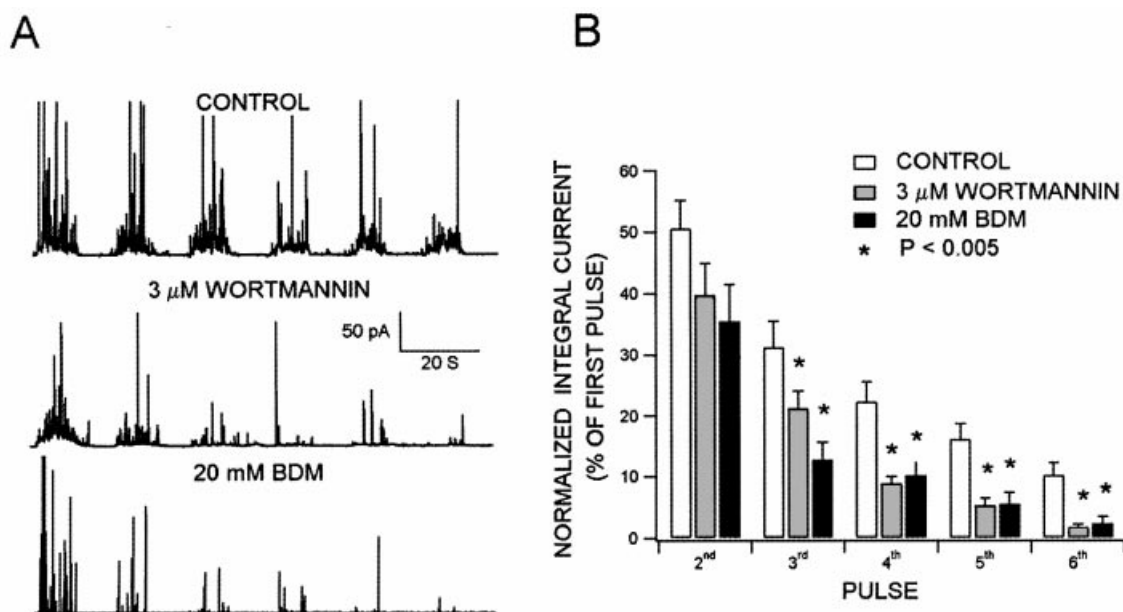 A
CONTROL
3 μM WORTMANNIN
50 pA
20 S
20 mM BDM
B
CONTROL
3 μM WORTMANNIN
20 mM BDM
* P < 0.005
NORMALIZED INTEGRAL CURRENT
(% OF FIRST PULSE)
60
50
40
30
20
10
0
* *
* *
* *
* *
2nd 3rd 4th 5th 6th
PULSE